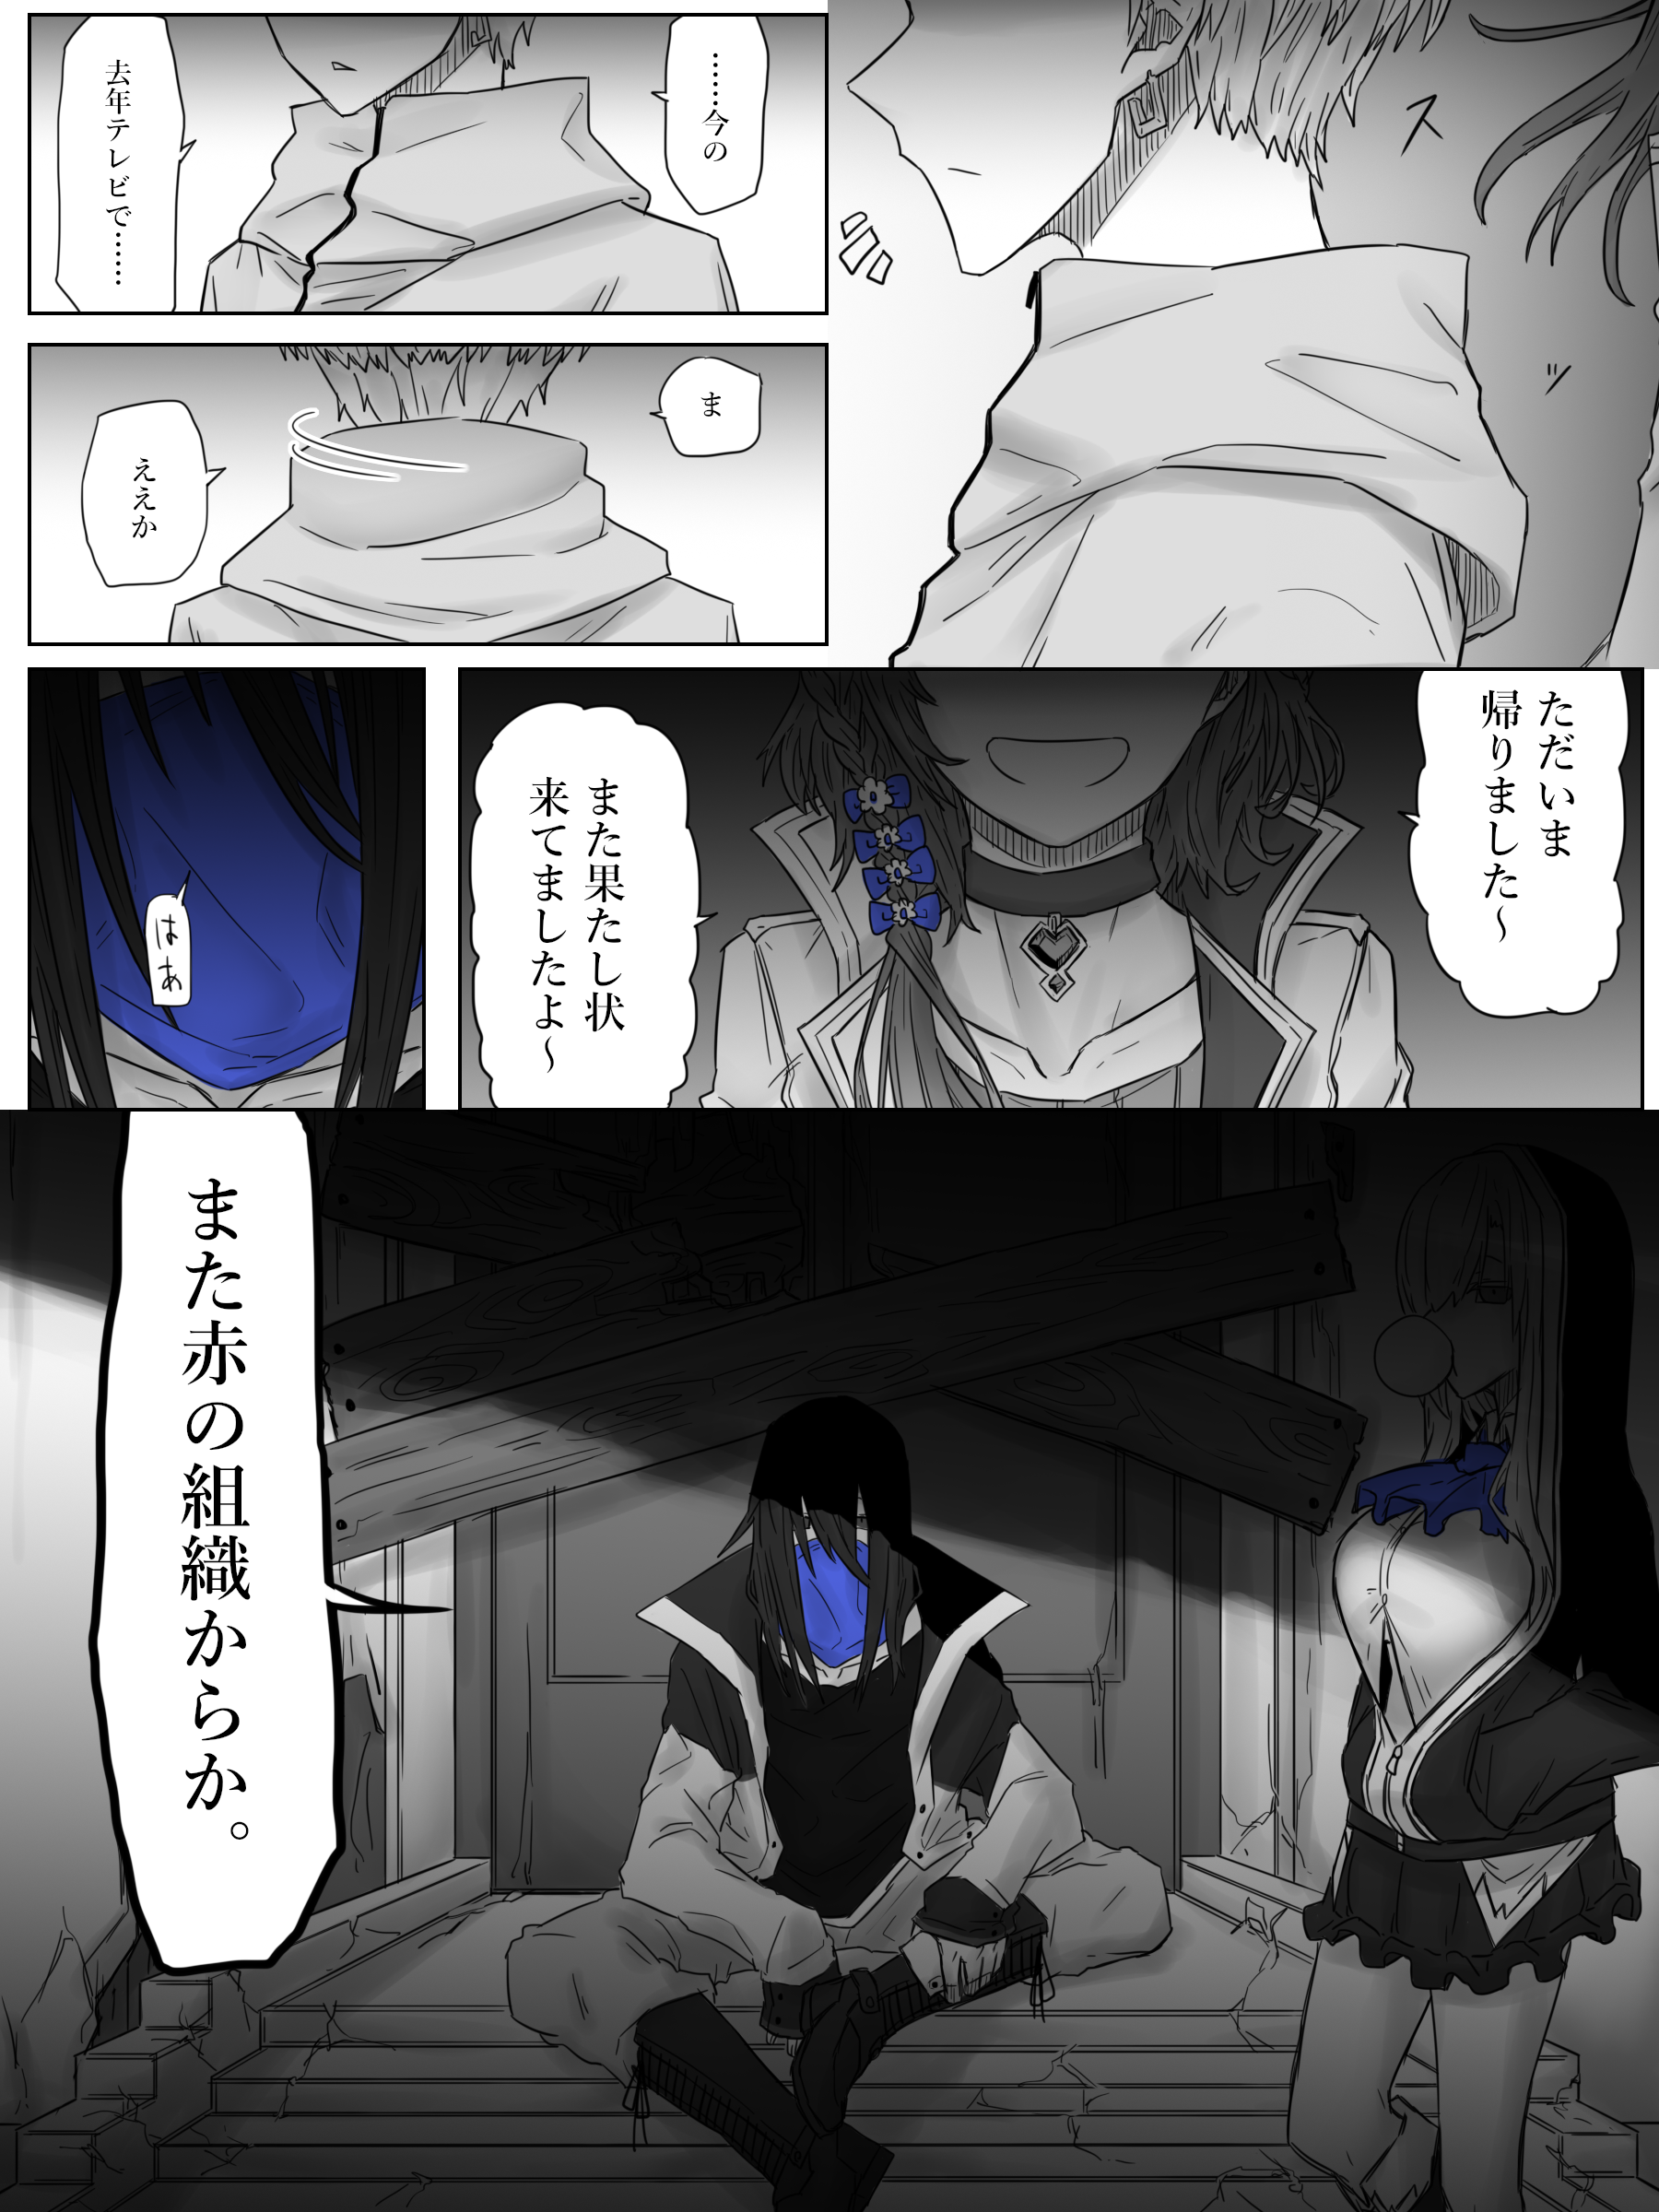 スッ
……今の
去年テレビで……
ま
ええか
ただいま
帰りました～
また果たし状
来てましたよ～
はぁ
また赤の組織からか。